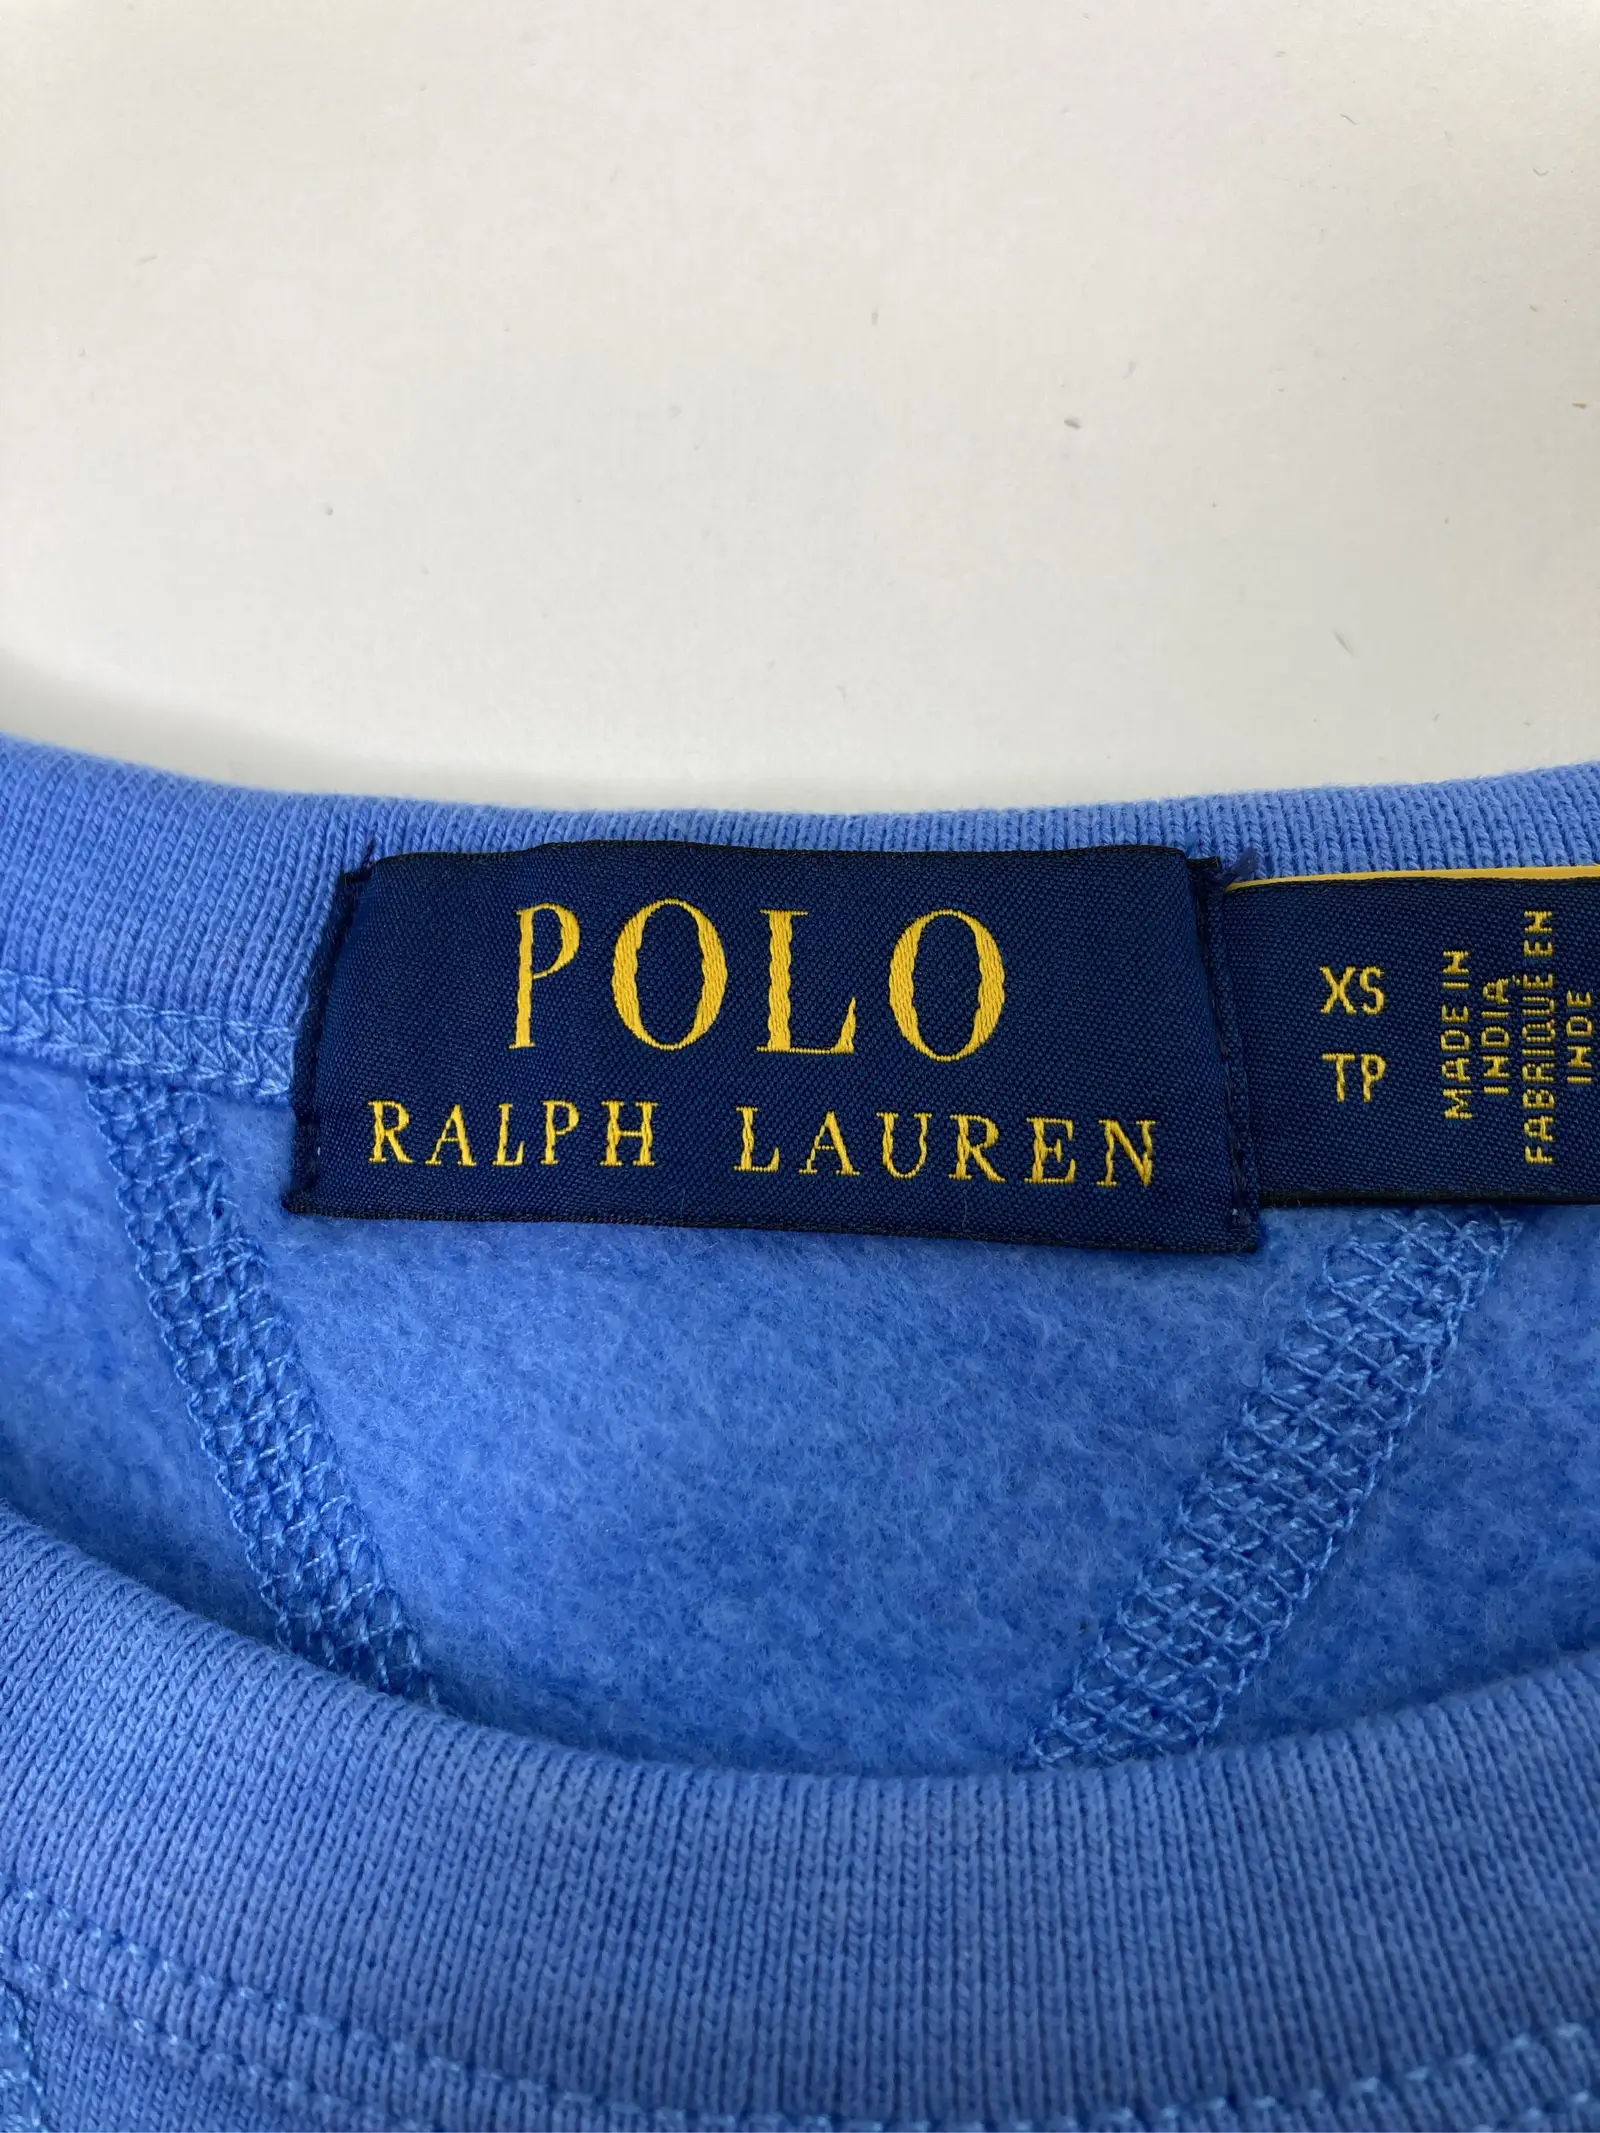 POLO
RALPH LAUREN
XS
TP
MADE IN
INDIA
FABRIQUÉ EN
INDE